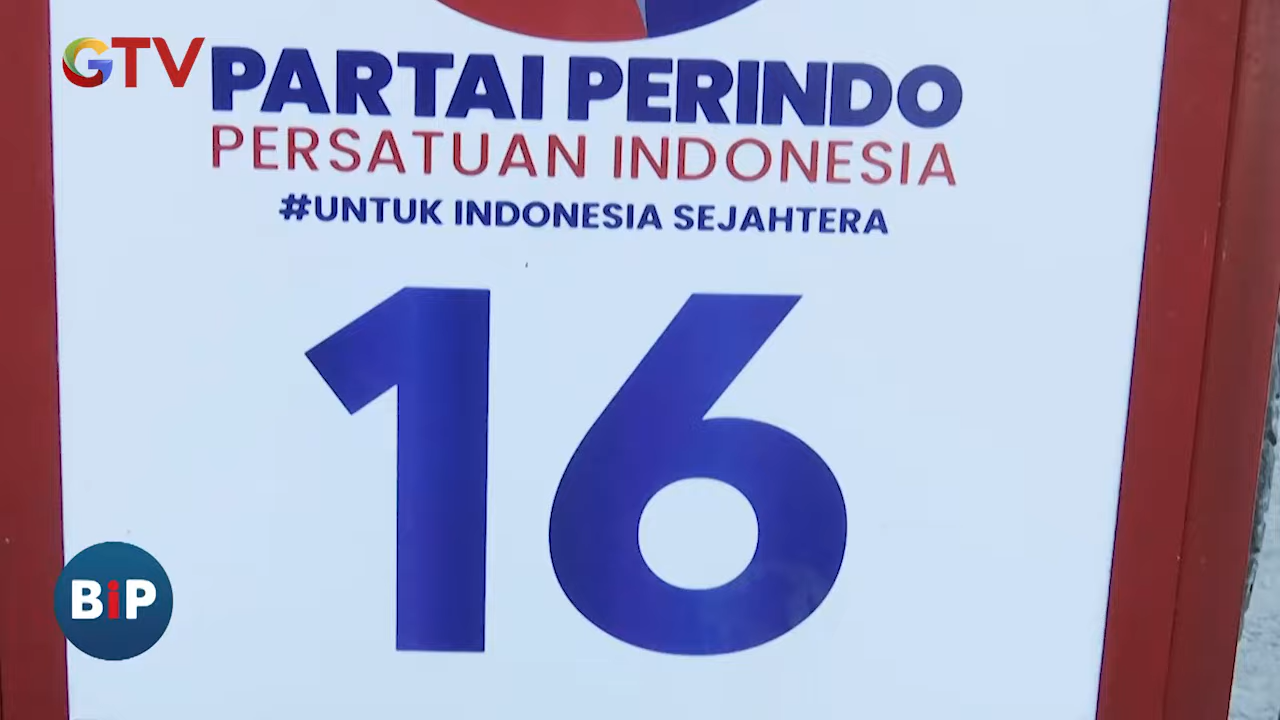 GTV
PARTAI PERINDO
PERSATUAN INDONESIA
#UNTUK INDONESIA SEJAHTERA
16
BiP